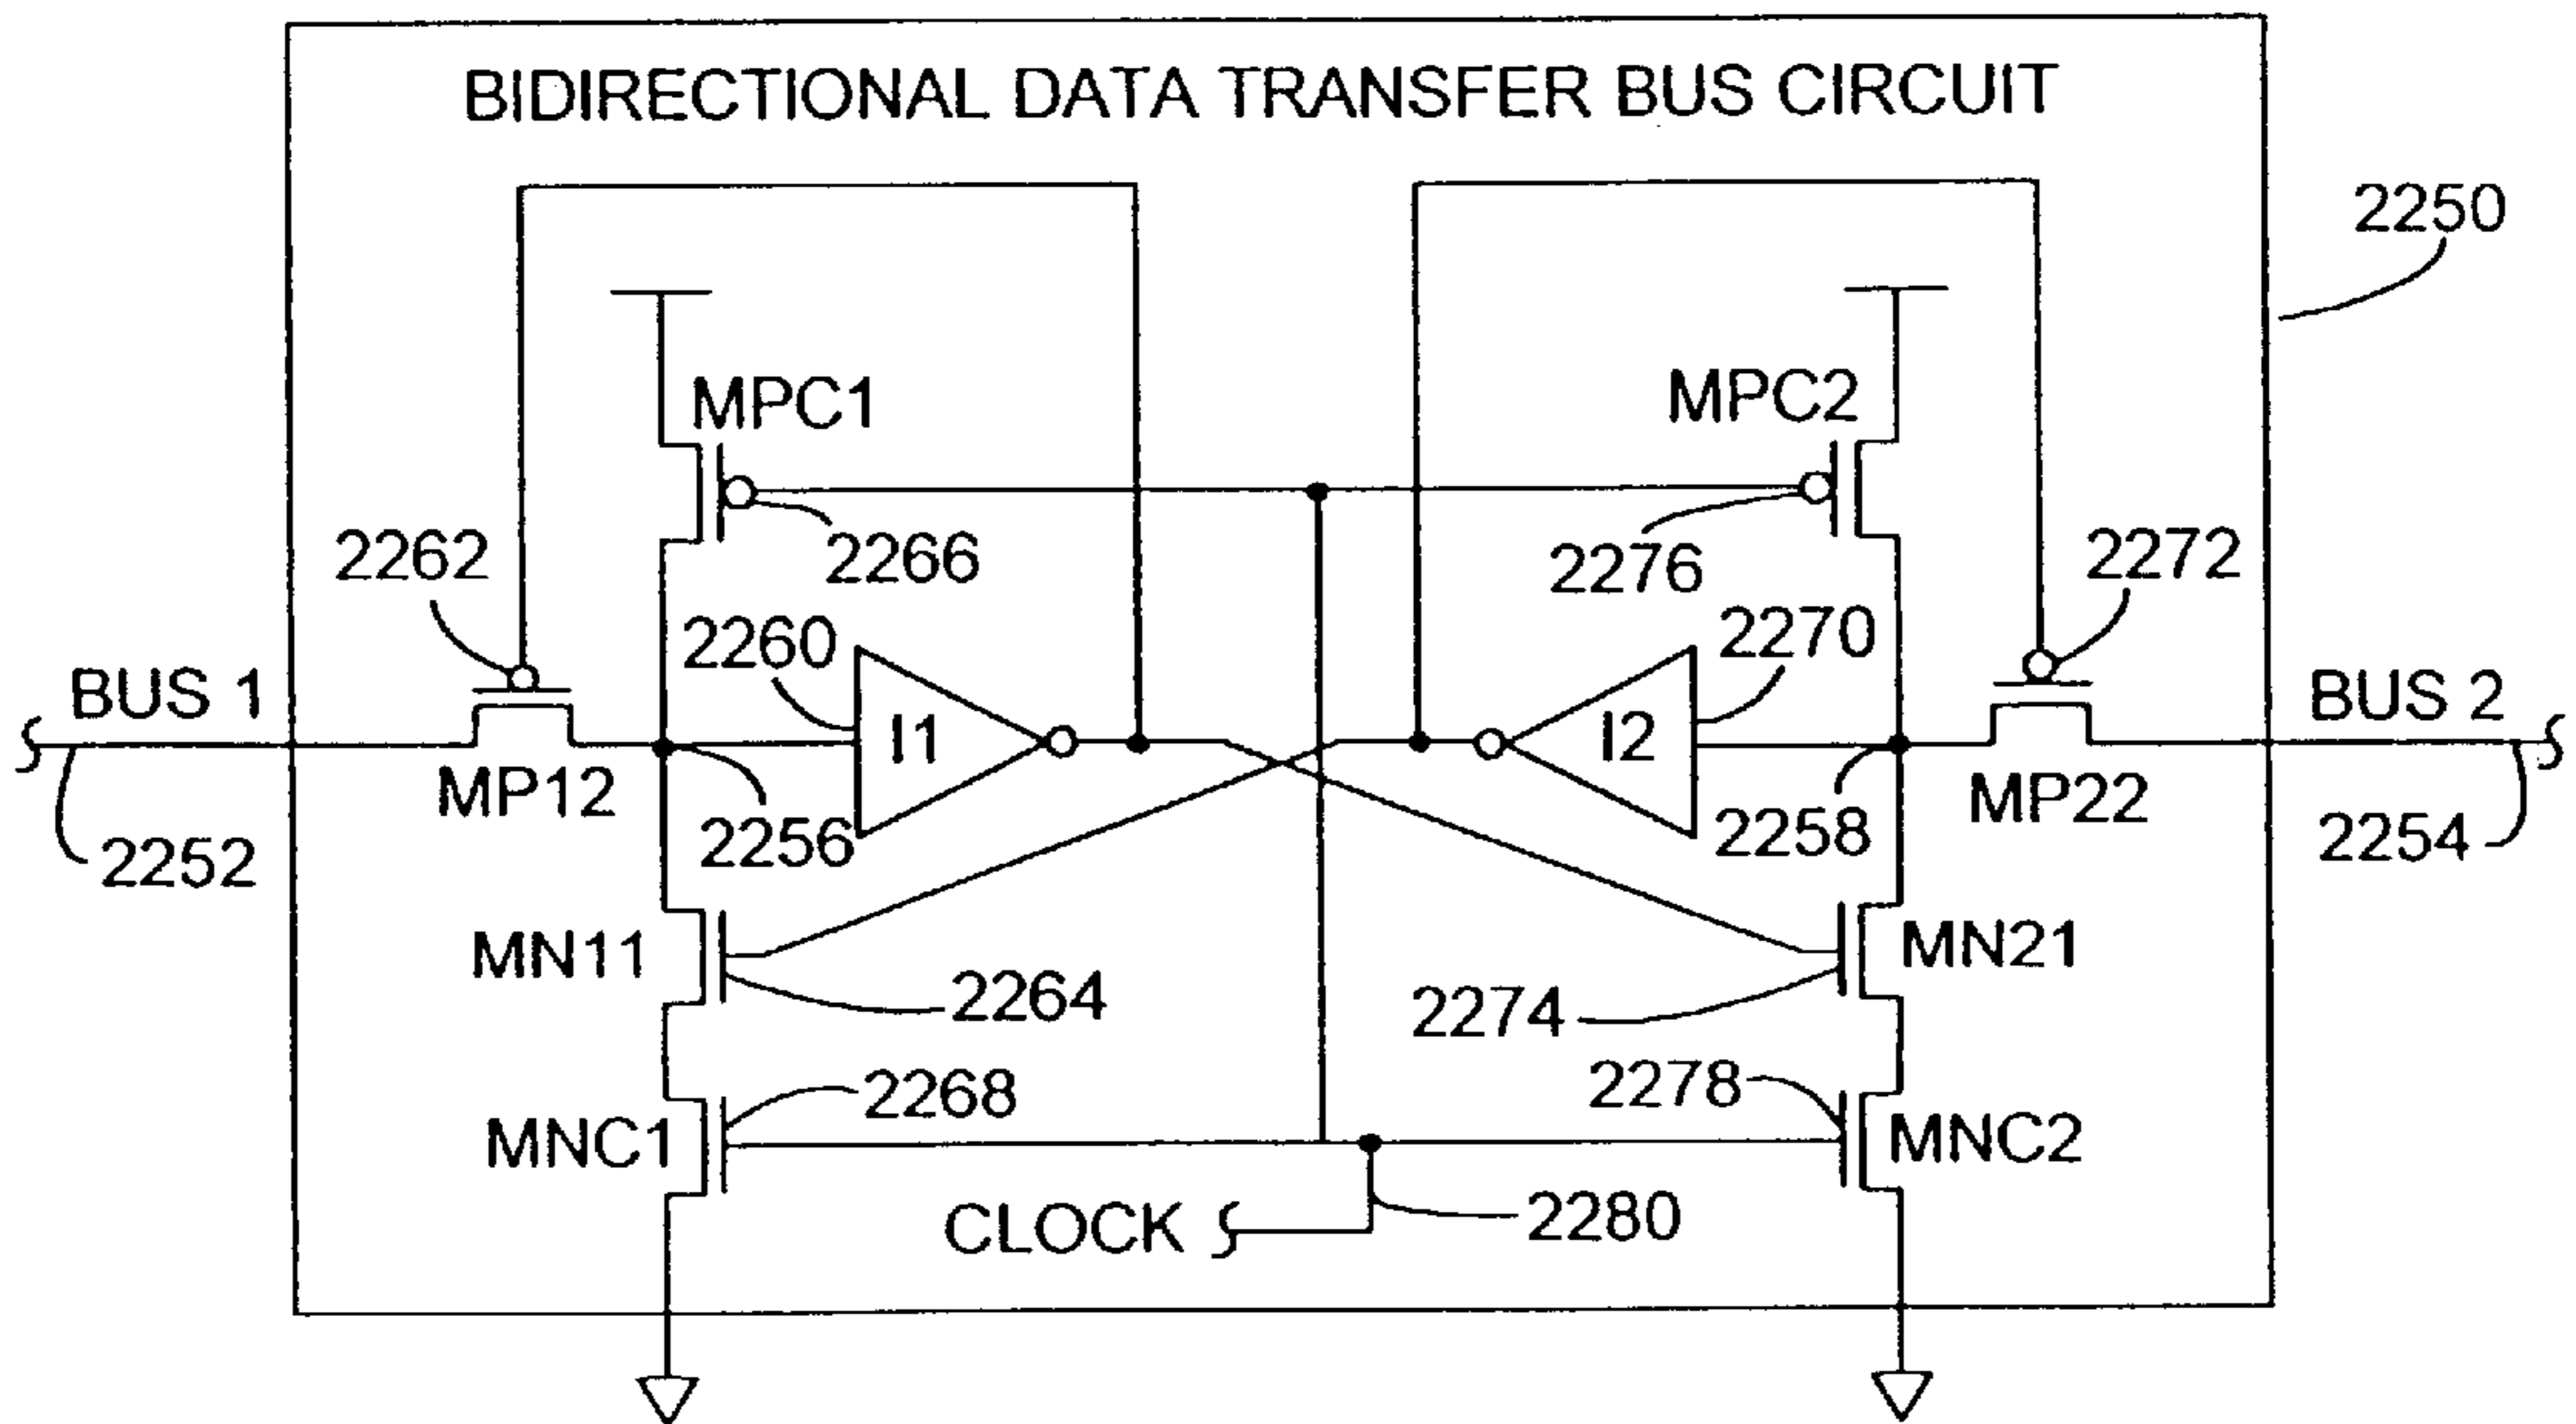 BIDIRECTIONAL DATA TRANSFER BUS CIRCUIT
2250
MPC1
MPC2
2262
2266
2276
2272
2260
2270
BUS 1
I1
I2
BUS 2
MP12
2256
2258
MP22
2252
2254
MN11
MN21
2264
2274
2268
2278
MNC1
MNC2
CLOCK
2280